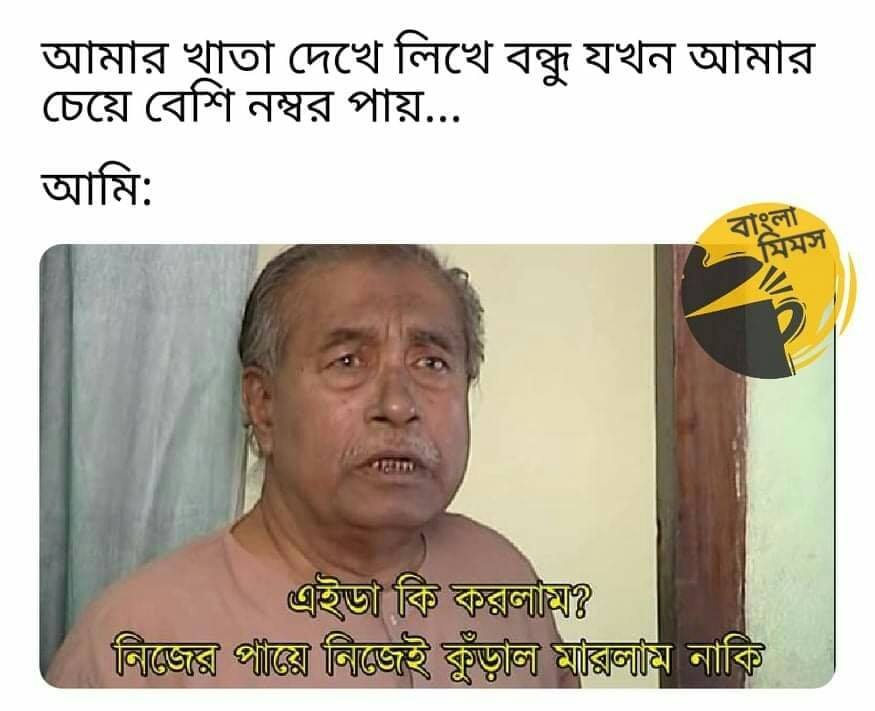 আমার খাতা দেখে লিখে বন্ধু যখন আমার
চেয়ে বেশি নম্বর পায়...
আমি:
বাংলা
মিমস
এইডা কি করলাম?
নিজের পায়ে নিজেই কুঁড়াল মারলাম নাকি